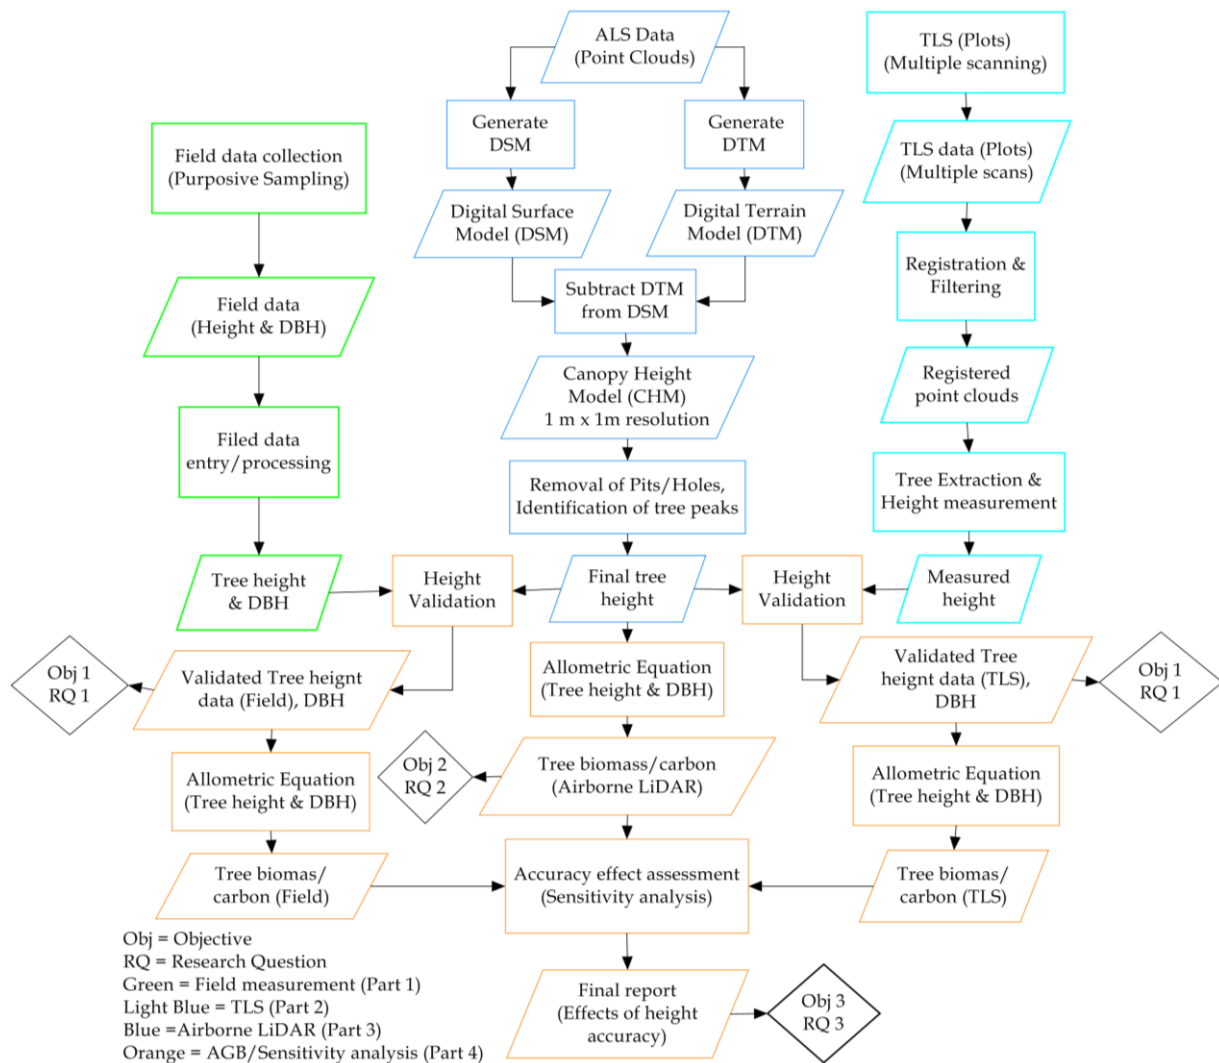 ALS Data
(Point Clouds)
TLS (Plots)
(Multiple scanning)
Generate
DSM
Generate
DTM
Field data collection
(Purposive Sampling)
TLS data (Plots)
(Multiple scans)
Digital Surface
Model (DSM)
Digital Terrain
Model (DTM)
Registration &
Filtering
Field data
(Height & DBH)
Subtract DTM
from DSM
Canopy Height
Model (CHM)
1 m x 1m resolution
Registered
point clouds
Filed data
entry/processing
Removal of Pits/Holes,
Identification of tree peaks
Tree Extraction &
Height measurement
Tree height
& DBH
Height
Validation
Final tree
height
Height
Validation
Measured
height
Obj 1
RQ 1
Validated Tree heignt
data (Field), DBH
Allometric Equation
(Tree height & DBH)
Validated Tree
heignt data (TLS),
DBH
Obj 1
RQ 1
Allometric Equation
(Tree height & DBH)
Obj 2
RQ 2
Tree biomass/carbon
(Airborne LiDAR)
Allometric Equation
(Tree height & DBH)
Tree biomas/
carbon (Field)
Accuracy effect assessment
(Sensitivity analysis)
Tree biomas/
carbon (TLS)
Obj = Objective
RQ = Research Question
Green = Field measurement (Part 1)
Light Blue = TLS (Part 2)
Blue =Airborne LiDAR (Part 3)
Orange = AGB/Sensitivity analysis (Part 4)
Final report
(Effects of height
accuracy)
Obj 3
RQ 3